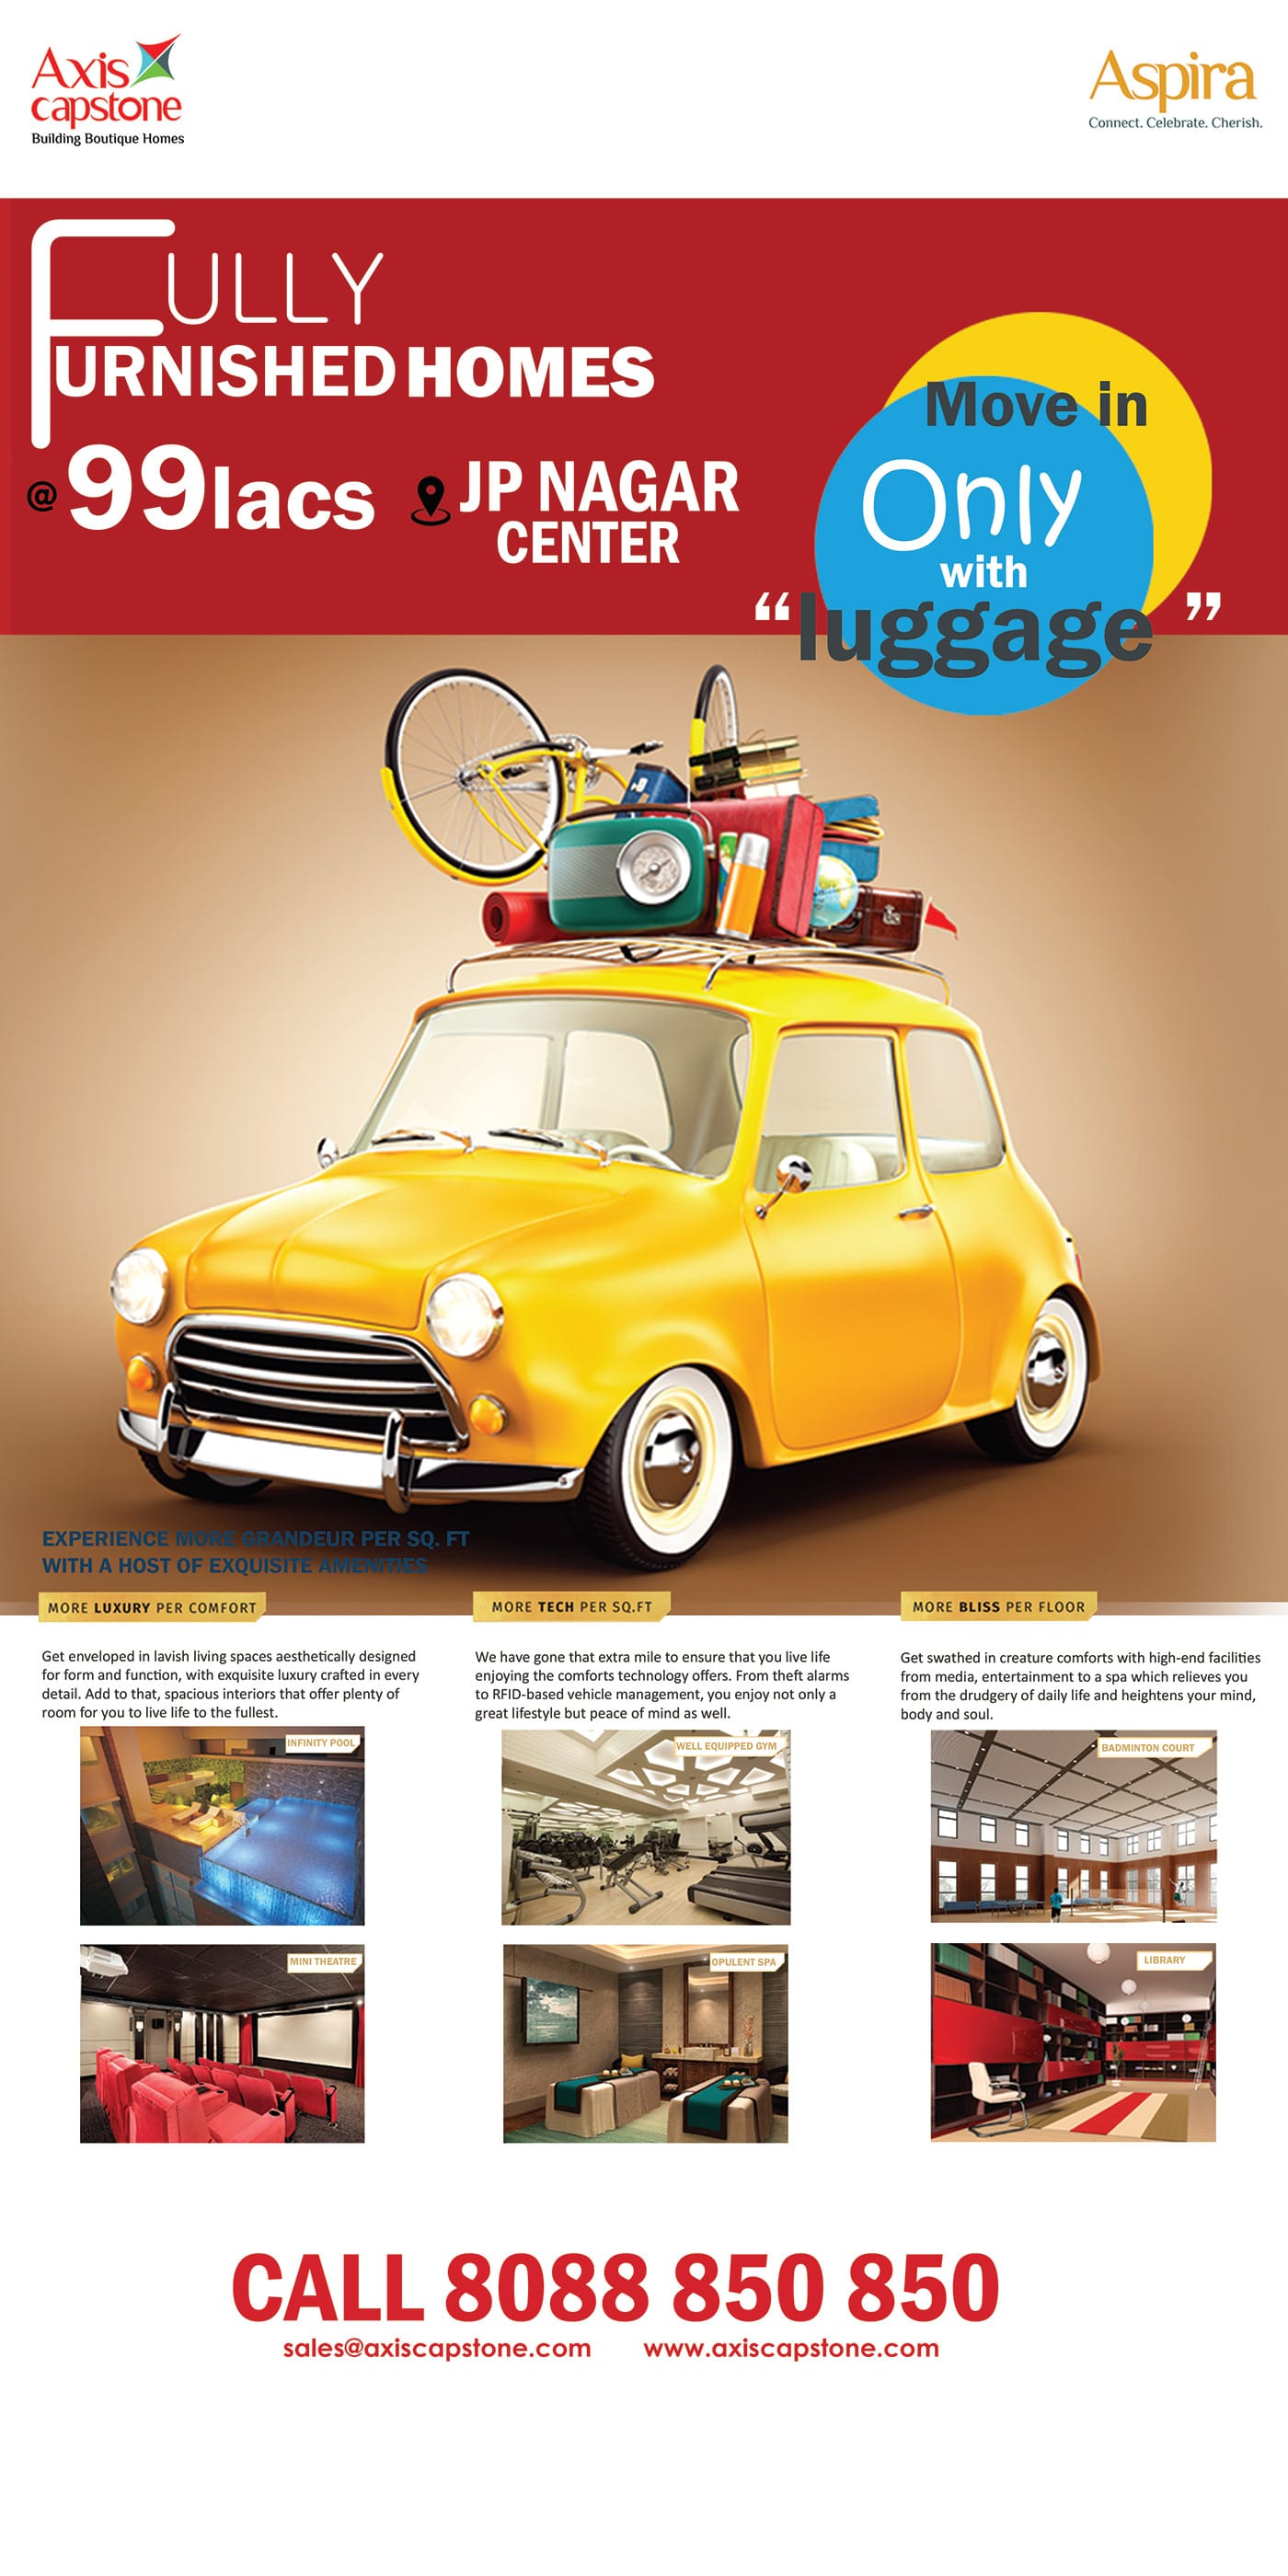 Axis
capstone
Building Boutique Homes
Aspira
Connect. Celebrate. Cherish.
FULLY
FURNISHED HOMES
@ 99lacs
JP NAGAR
CENTER
Move in
Only
with
“luggage”
EXPERIENCE MORE GRANDEUR PER SQ. FT
WITH A HOST OF EXQUISITE AMENITIES
MORE LUXURY PER COMFORT
Get enveloped in lavish living spaces aesthetically designed
for form and function, with exquisite luxury crafted in every
detail. Add to that, spacious interiors that offer plenty of
room for you to live life to the fullest.
INFINITY POOL
MINI THEATRE
MORE TECH PER SQ.FT
We have gone that extra mile to ensure that you live life
enjoying the comforts technology offers. From theft alarms
to RFID-based vehicle management, you enjoy not only a
great lifestyle but peace of mind as well.
WELL EQUIPPED GYM
OPULENT SPA
MORE BLISS PER FLOOR
Get swathed in creature comforts with high-end facilities
from media, entertainment to a spa which relieves you
from the drudgery of daily life and heightens your mind,
body and soul.
BADMINTON COURT
LIBRARY
CALL 8088 850 850
sales@axiscapstone.com www.axiscapstone.com